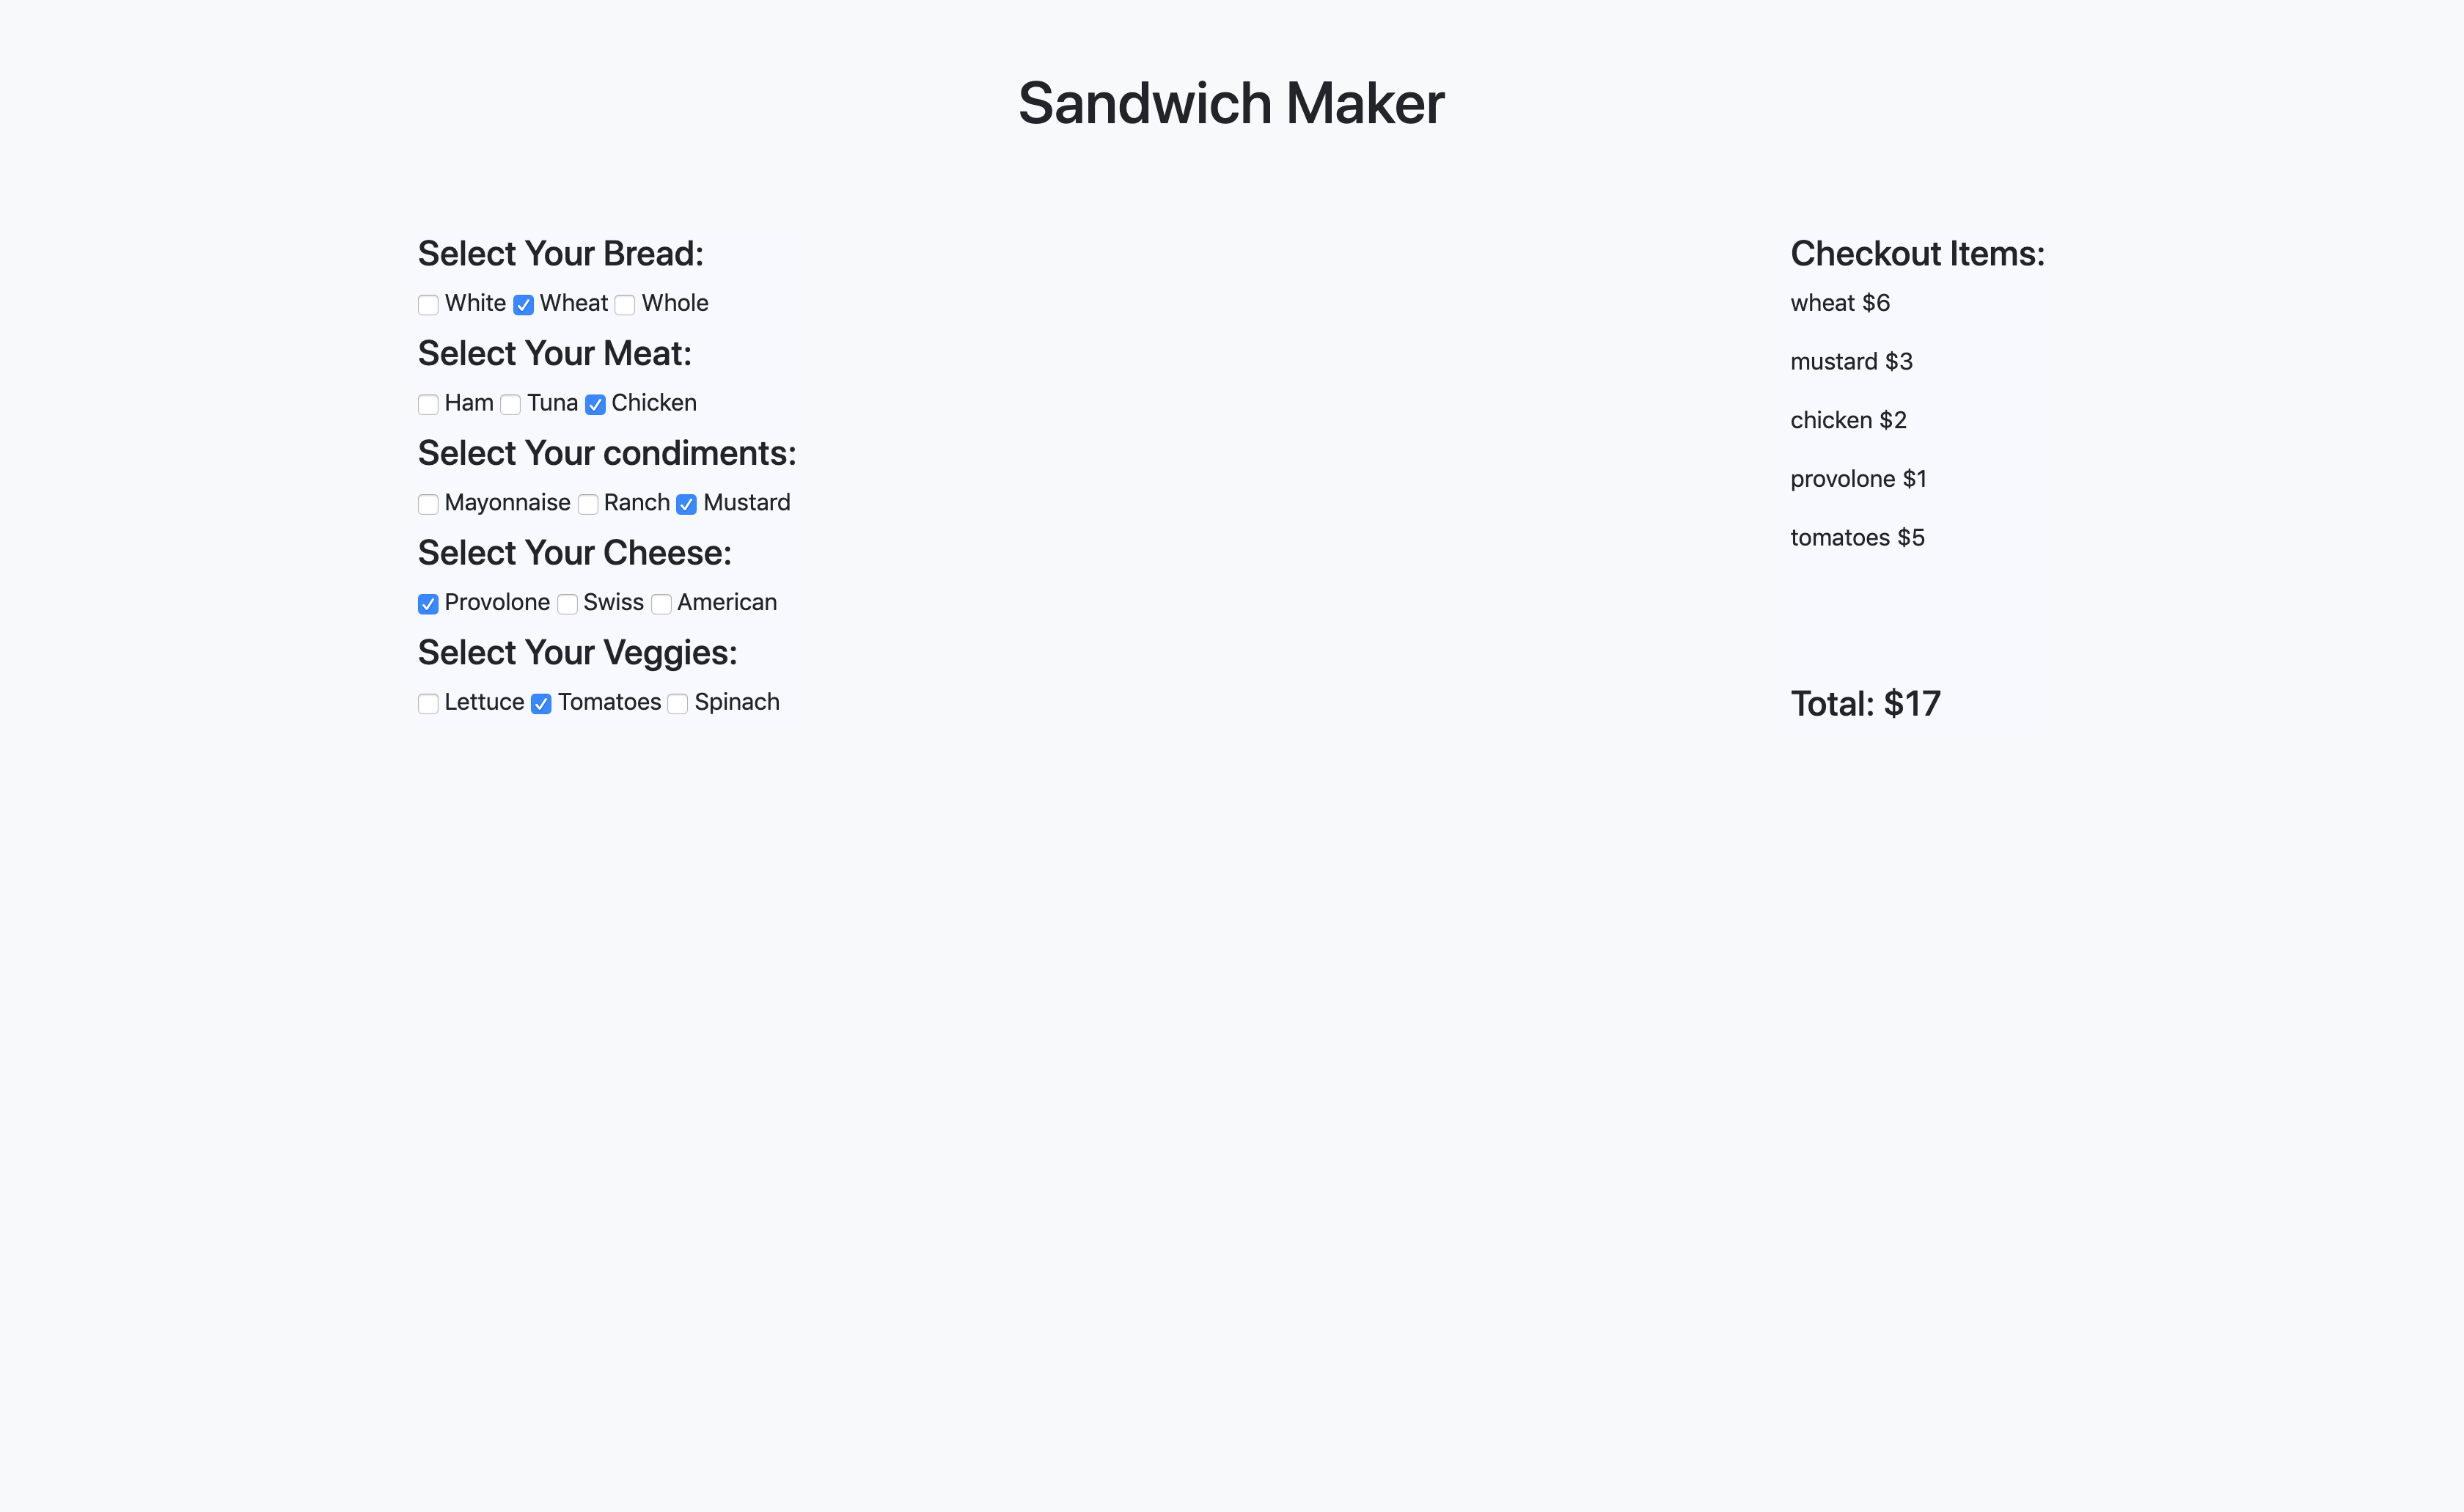 Sandwich Maker
Select Your Bread:
White Wheat Whole
Select Your Meat:
Ham Tuna Chicken
Select Your condiments:
Mayonnaise Ranch Mustard
Select Your Cheese:
Provolone Swiss American
Select Your Veggies:
Lettuce Tomatoes Spinach
Checkout Items:
wheat $6
mustard $3
chicken $2
provolone $1
tomatoes $5
Total: $17